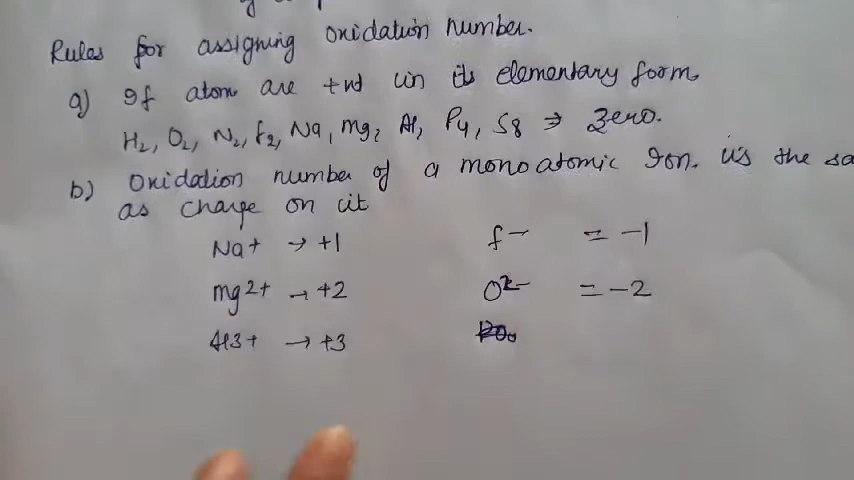 Rules for assigning oxidation number.
a) If atom are +nt in its elementary form
H2, O2, N2, F2, Na, Mg, Al, P4, S8 ⇒ Zero.
b) Oxidation number of a monoatomic Ion. is the sa
as charge on it
Na+ → +1 f- = -1
mg2+ → +2 O2- = -2
Al3+ → +3